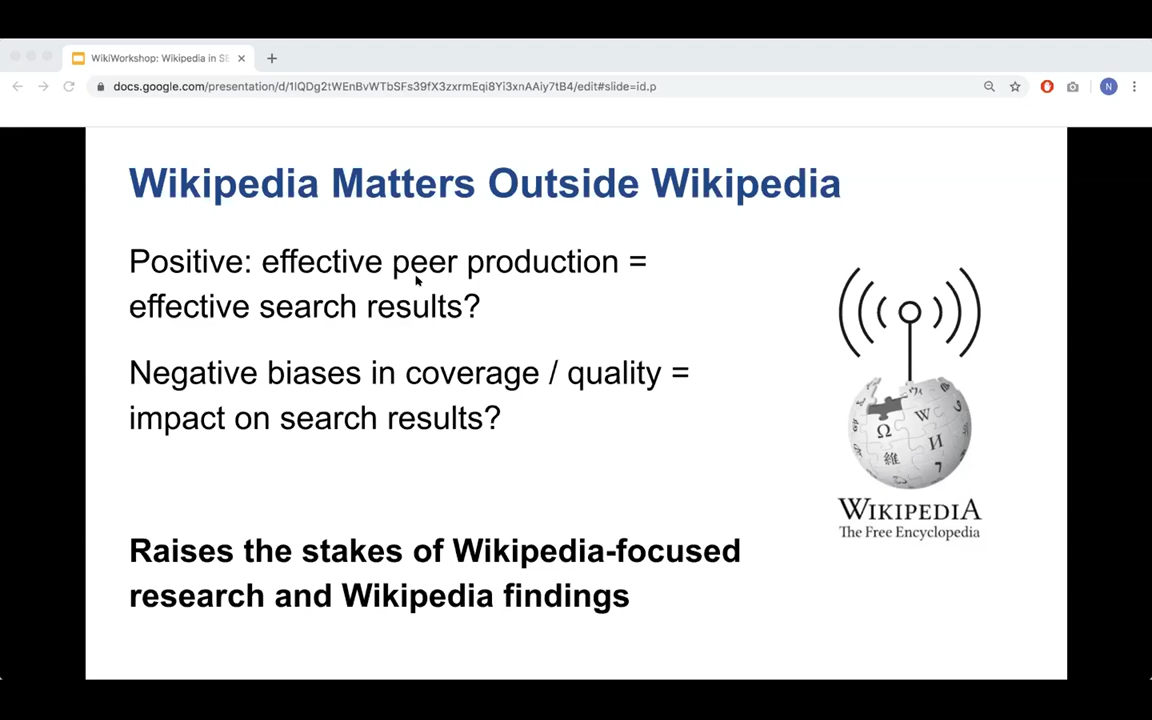 WikiWorkshop: Wikipedia in SE
docs.google.com/presentation/d/1lQDg2tWEnBvWTbSFs39fX3zxrmEqi8Yi3xnAAiy7tB4/edit#slide=id.p
N
Wikipedia Matters Outside Wikipedia
Positive: effective peer production =
effective search results?
Negative biases in coverage / quality =
impact on search results?
Raises the stakes of Wikipedia-focused
research and Wikipedia findings
Ω
W
И
維
WIKIPEDIA
The Free Encyclopedia